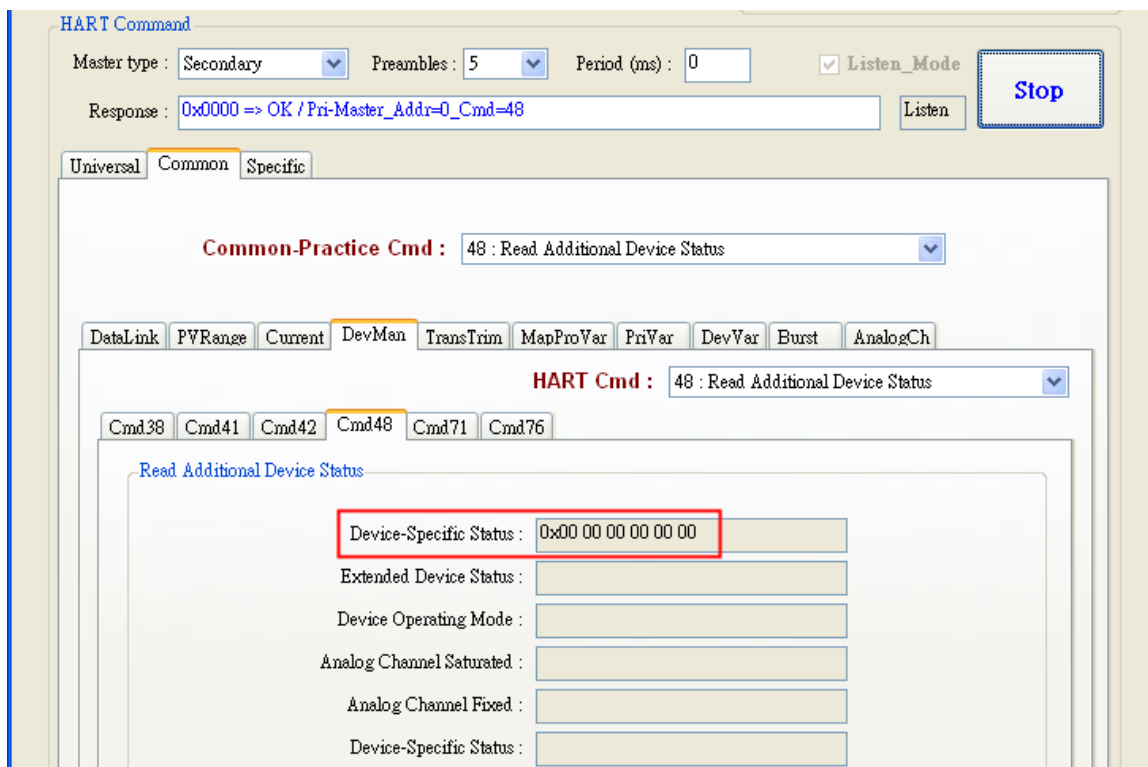 HART Command
Master type : Secondary Preambles : 5 Period (ms) : 0 Listen_Mode
Stop
Response : 0x0000 => OK / Pri-Master_Addr=0_Cmd=48 Listen
Universal Common Specific
Common-Practice Cmd : 48 : Read Additional Device Status
DataLink PVRange Current DevMan TransTrim MapProVar PriVar DevVar Burst AnalogCh
HART Cmd : 48 : Read Additional Device Status
Cmd38 Cmd41 Cmd42 Cmd48 Cmd71 Cmd76
Read Additional Device Status
Device-Specific Status : 0x00 00 00 00 00 00
Extended Device Status :
Device Operating Mode :
Analog Channel Saturated :
Analog Channel Fixed :
Device-Specific Status :